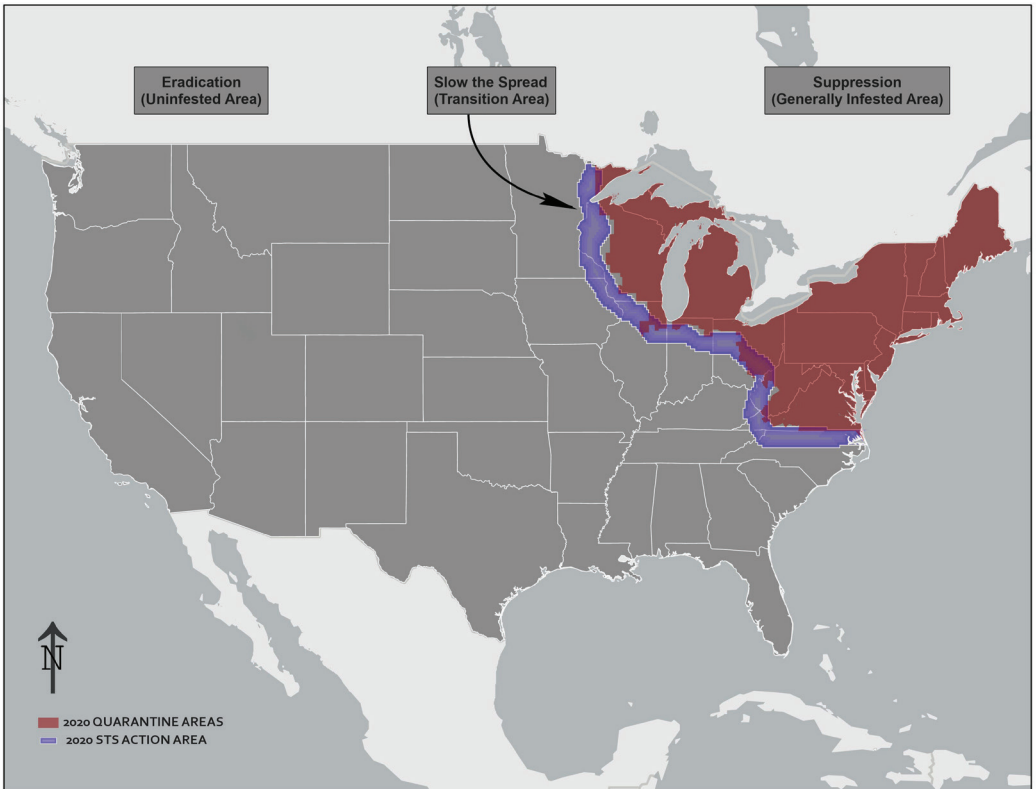 Eradication
(Uninfested Area)
Slow the Spread
(Transition Area)
Suppression
(Generally Infested Area)
N
2020 QUARANTINE AREAS
2020 STS ACTION AREA